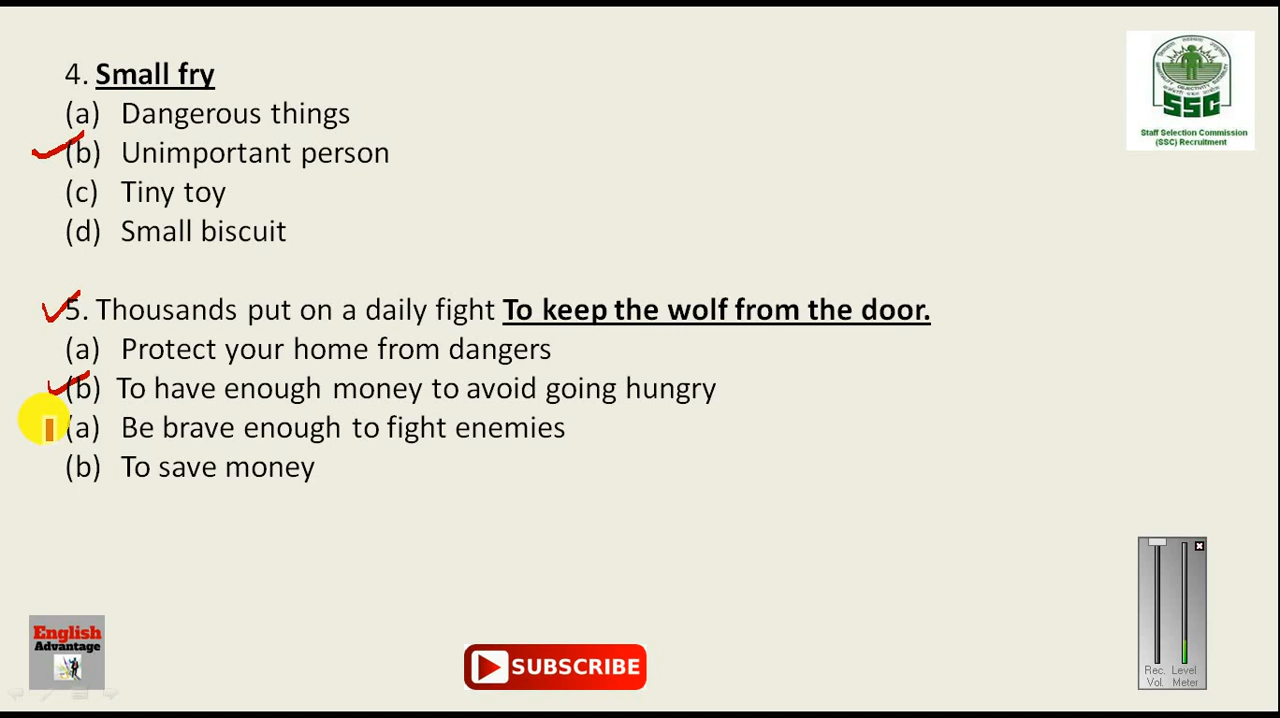 4. Small fry
(a) Dangerous things
(b) Unimportant person
(c) Tiny toy
(d) Small biscuit
5. Thousands put on a daily fight To keep the wolf from the door.
(a) Protect your home from dangers
(b) To have enough money to avoid going hungry
(a) Be brave enough to fight enemies
(b) To save money
SSC
Staff Selection Commission
(SSC) Recruitment
English
Advantage
SUBSCRIBE
Rec. Level
Vol. Meter